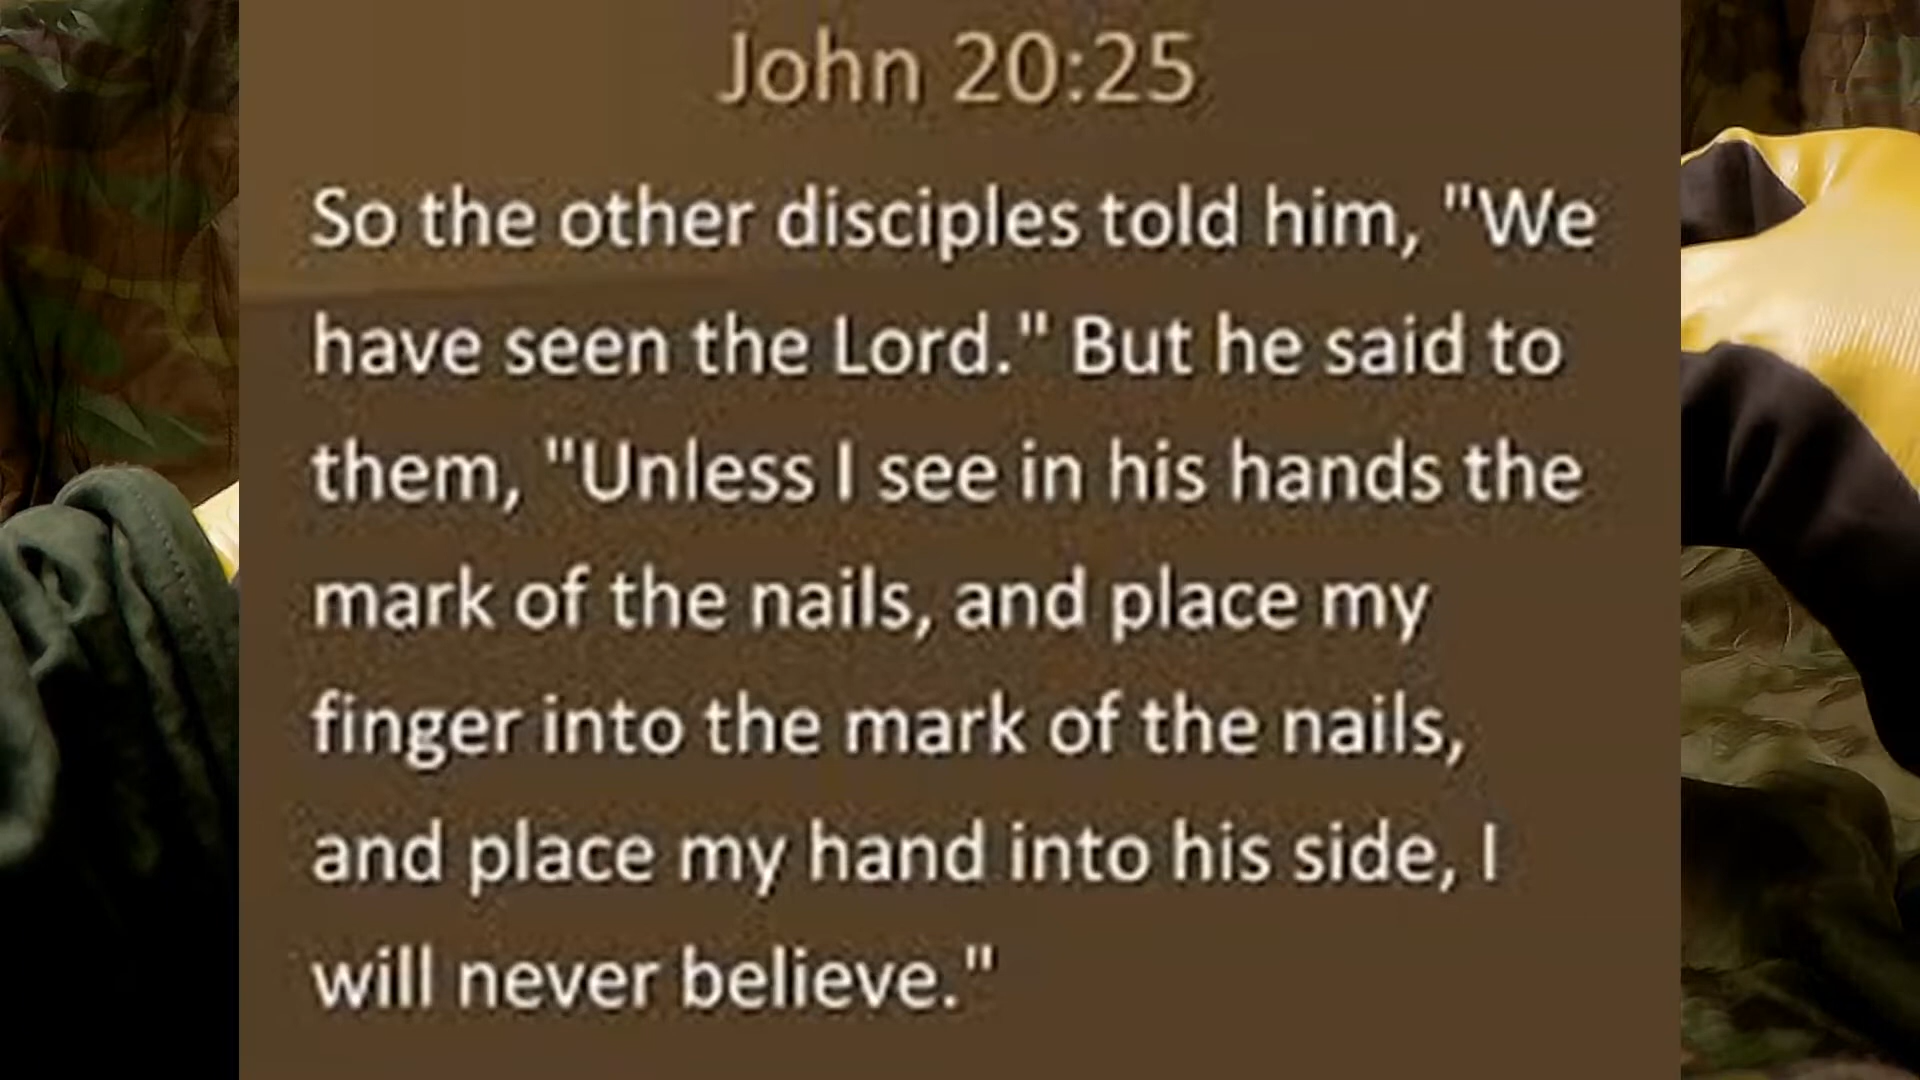 John 20:25
So the other disciples told him, "We
have seen the Lord." But he said to
them, "Unless I see in his hands the
mark of the nails, and place my
finger into the mark of the nails,
and place my hand into his side, I
will never believe."